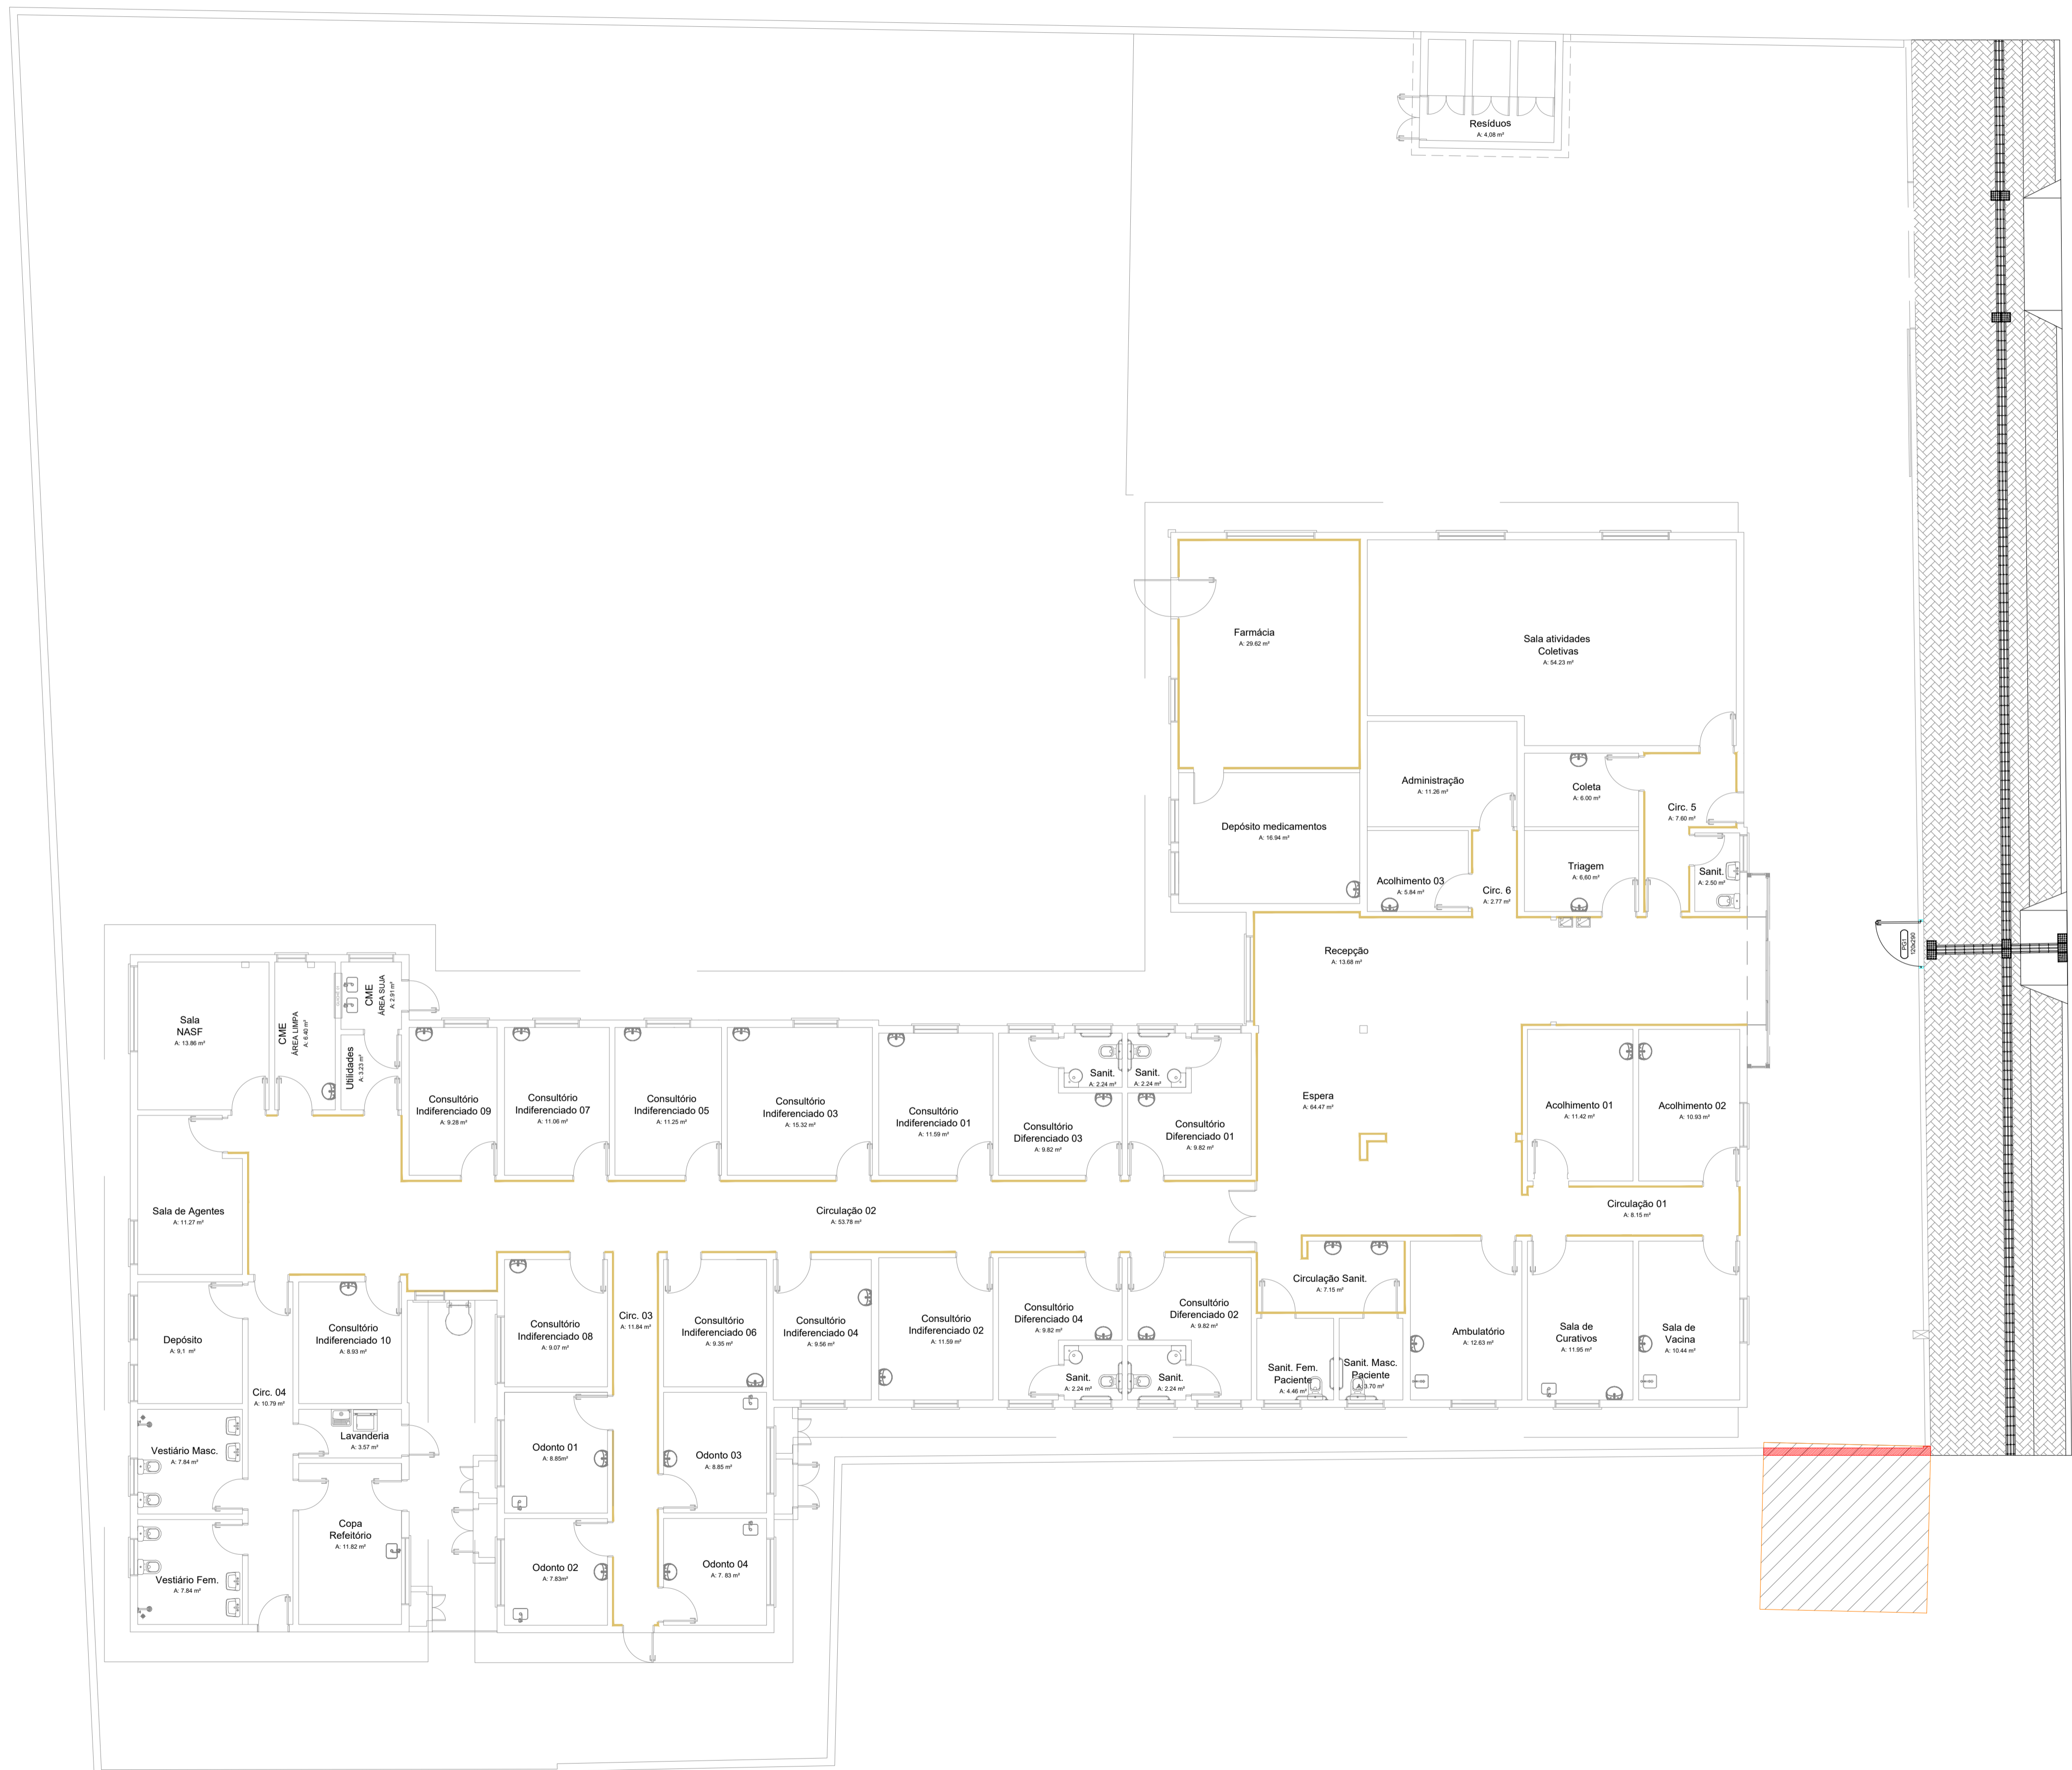 Resíduos
A: 4,08 m²
Farmácia
A: 29.62 m²
Sala atividades
Coletivas
A: 54.23 m²
Administração
A: 11.26 m²
Coleta
A: 6.00 m²
Circ. 5
A: 7.60 m²
Depósito medicamentos
A: 16.94 m²
Acolhimento 03
A: 5.84 m²
Circ. 6
A: 2.77 m²
Triagem
A: 6,60 m²
Sanit.
A: 2.50 m²
Recepção
A: 13.68 m²
PG1
120x290
Sala
NASF
A: 13.86 m²
CME
ÁREA LIMPA
A: 6.40 m²
CME
ÁREA SUJA
A: 2.91 m²
Utilidades
A: 3.23 m²
Consultório
Indiferenciado 09
A: 9.28 m²
Consultório
Indiferenciado 07
A: 11.06 m²
Consultório
Indiferenciado 05
A: 11.25 m²
Consultório
Indiferenciado 03
A: 15.32 m²
Consultório
Indiferenciado 01
A: 11.59 m²
Sanit.
A: 2.24 m²
Sanit.
A: 2.24 m²
Consultório
Diferenciado 03
A: 9.82 m²
Consultório
Diferenciado 01
A: 9.82 m²
Espera
A: 64.47 m²
Acolhimento 01
A: 11.42 m²
Acolhimento 02
A: 10.93 m²
Sala de Agentes
A: 11.27 m²
Circulação 02
A: 53.78 m²
Circulação 01
A: 8.15 m²
Depósito
A: 9,1 m²
Circ. 04
A: 10.79 m²
Consultório
Indiferenciado 10
A: 8.93 m²
Consultório
Indiferenciado 08
A: 9.07 m²
Circ. 03
A: 11.84 m²
Consultório
Indiferenciado 06
A: 9.35 m²
Consultório
Indiferenciado 04
A: 9.56 m²
Consultório
Indiferenciado 02
A: 11.59 m²
Consultório
Diferenciado 04
A: 9.82 m²
Consultório
Diferenciado 02
A: 9.82 m²
Sanit.
A: 2.24 m²
Sanit.
A: 2.24 m²
Circulação Sanit.
A: 7.15 m²
Sanit. Fem.
Paciente
A: 4.46 m²
Sanit. Masc.
Paciente
A: 3.70 m²
Ambulatório
A: 12.63 m²
Sala de
Curativos
A: 11.95 m²
Sala de
Vacina
A: 10.44 m²
Vestiário Masc.
A: 7.84 m²
Lavanderia
A: 3.57 m²
Odonto 01
A: 8.85m²
Odonto 03
A: 8.85 m²
Vestiário Fem.
A: 7.84 m²
Copa
Refeitório
A: 11.82 m²
Odonto 02
A: 7.83m²
Odonto 04
A: 7. 83 m²